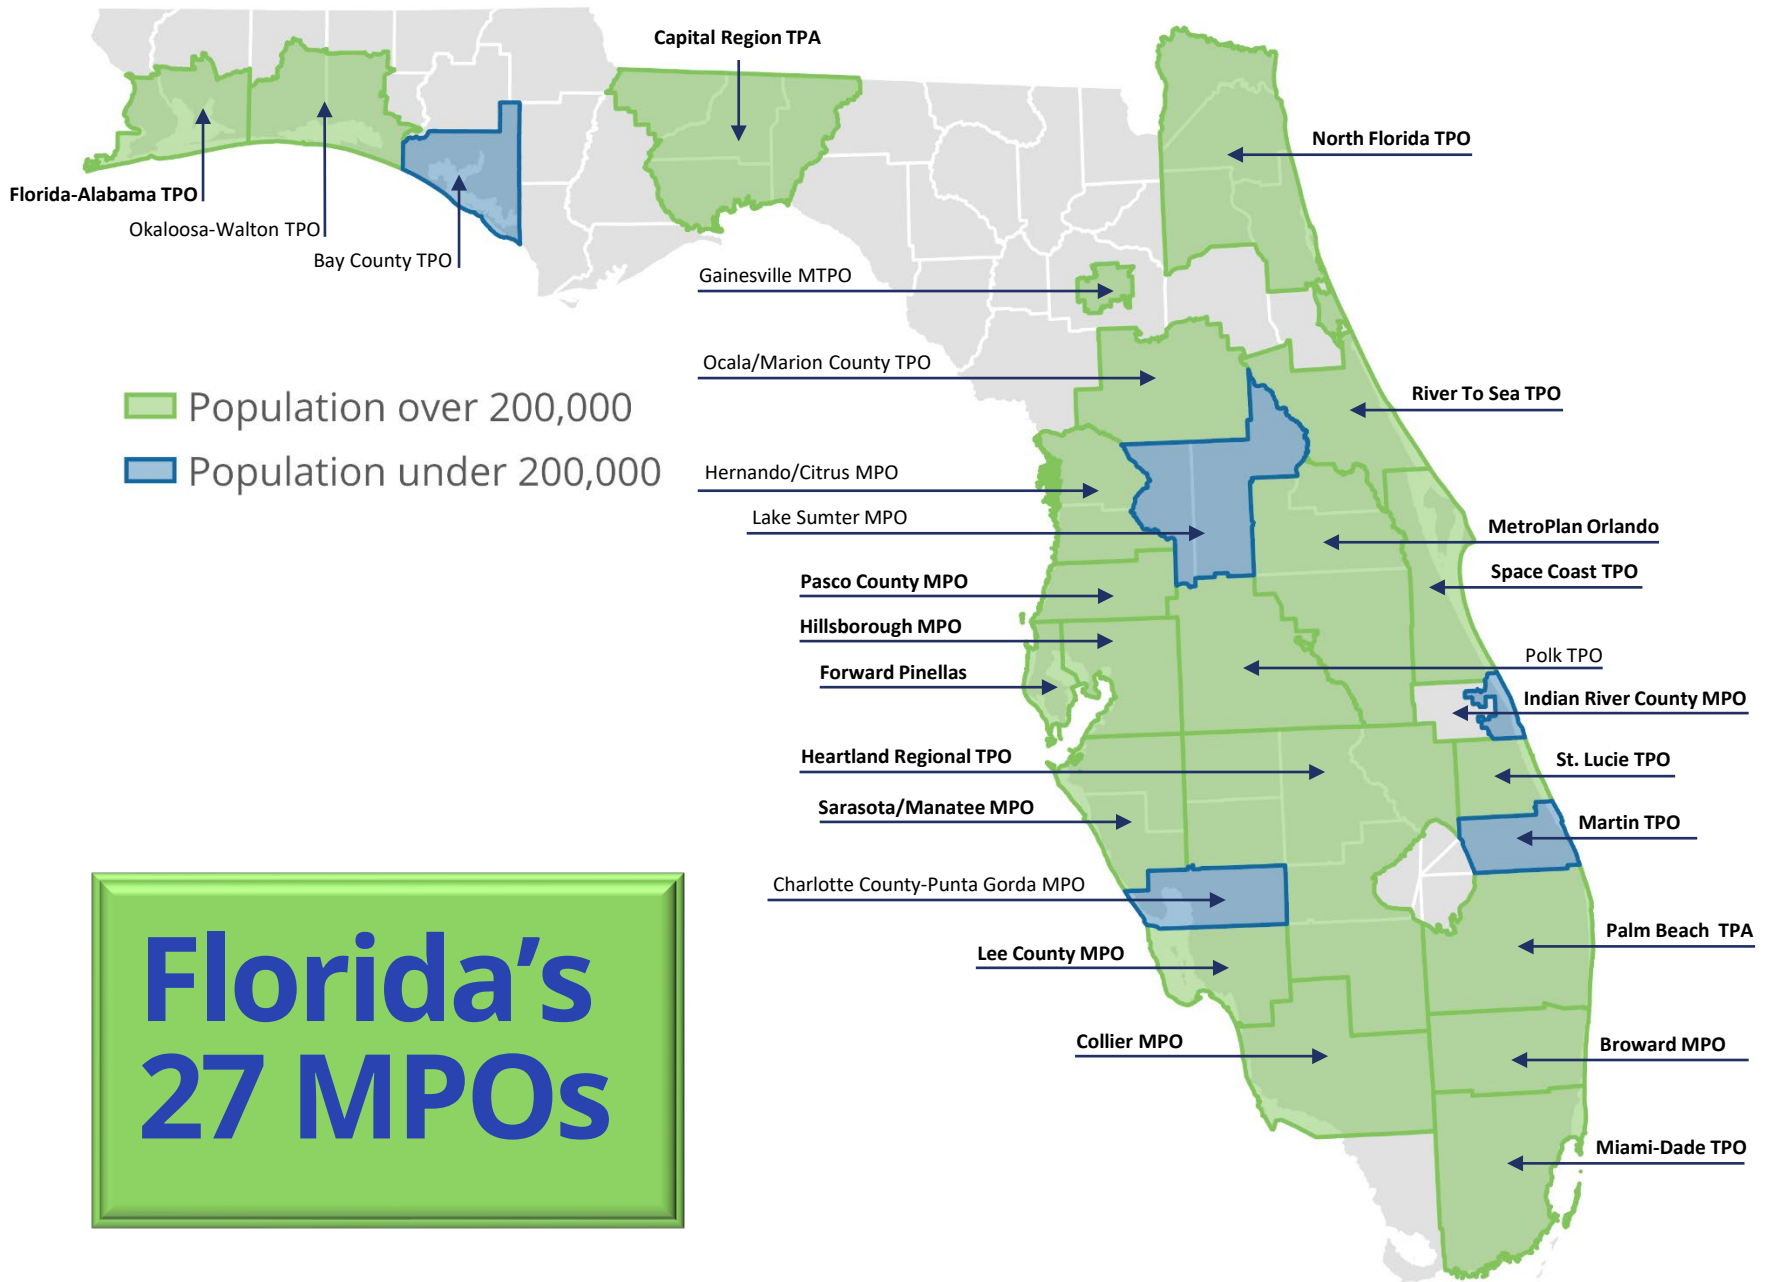 Capital Region TPA
North Florida TPO
Florida-Alabama TPO
Okaloosa-Walton TPO
Bay County TPO
Gainesville MTPO
Ocala/Marion County TPO
River To Sea TPO
Population over 200,000
Population under 200,000
Hernando/Citrus MPO
Lake Sumter MPO
MetroPlan Orlando
Space Coast TPO
Pasco County MPO
Hillsborough MPO
Polk TPO
Forward Pinellas
Indian River County MPO
Heartland Regional TPO
St. Lucie TPO
Sarasota/Manatee MPO
Martin TPO
Charlotte County-Punta Gorda MPO
Palm Beach TPA
Lee County MPO
Collier MPO
Broward MPO
Miami-Dade TPO
Florida’s
27 MPOs